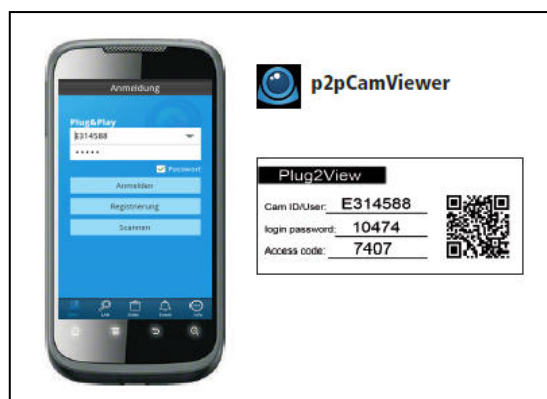 Anmeldung
Plug&Play
E314588
•••••
Passwort
Anmelden
Registrierung
Scannen
p2pCamViewer
Plug2View
Cam ID/User: E314588
login password: 10474
Access code: 7407